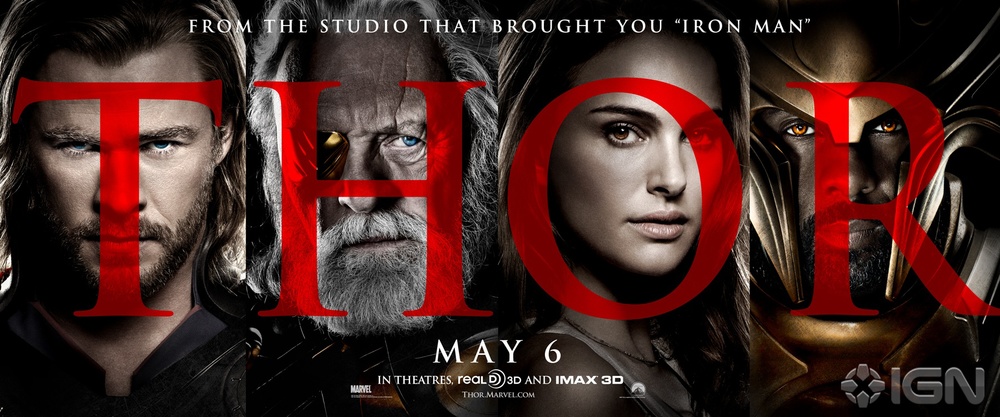 FROM THE STUDIO THAT BROUGHT YOU “IRON MAN”
THOR
MAY 6
IN THEATRES, REAL D 3D AND IMAX 3D
MARVEL
THOR.MARVEL.COM
IGN